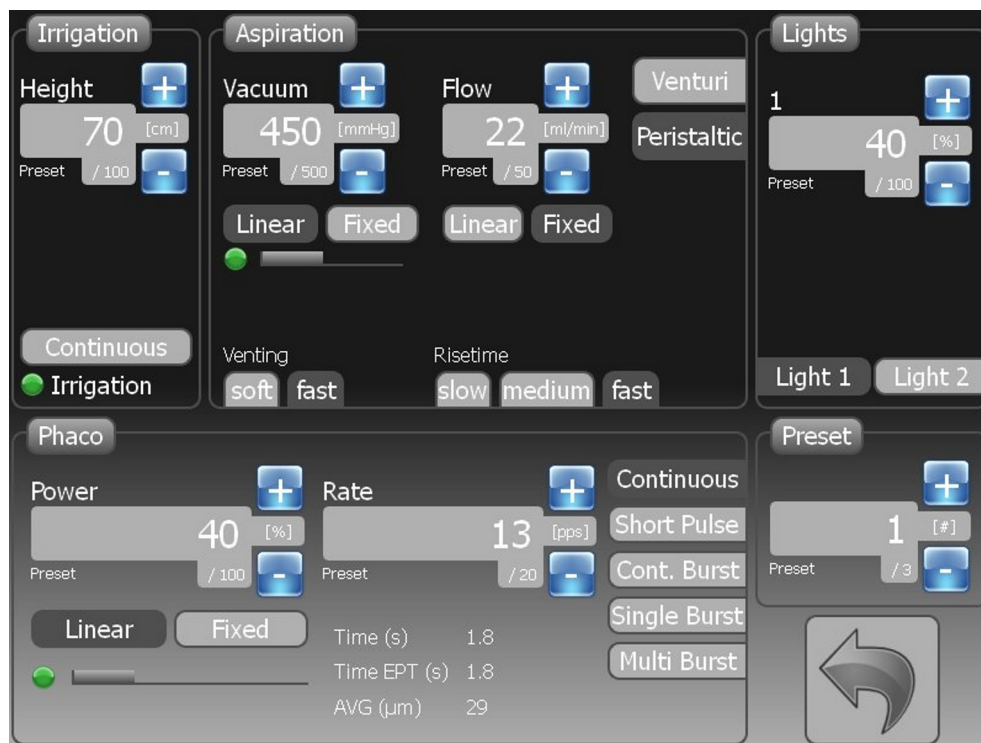 Irrigation
Height
+
70 [cm]
Preset / 100
-
Continuous
Irrigation
Aspiration
Vacuum
+
450 [mmHg]
Preset / 500
-
Linear Fixed
Flow
+
22 [ml/min]
Preset / 50
-
Linear Fixed
Venturi
Peristaltic
Venting
soft fast
Risetime
slow medium fast
Lights
1
+
40 [%]
Preset / 100
-
Light 1 Light 2
Phaco
Power
+
40 [%]
Preset / 100
-
Linear Fixed
Rate
+
13 [pps]
Preset / 20
-
Time (s) 1.8
Time EPT (s) 1.8
AVG (µm) 29
Continuous
Short Pulse
Cont. Burst
Single Burst
Multi Burst
Preset
+
1 [#]
Preset / 3
-